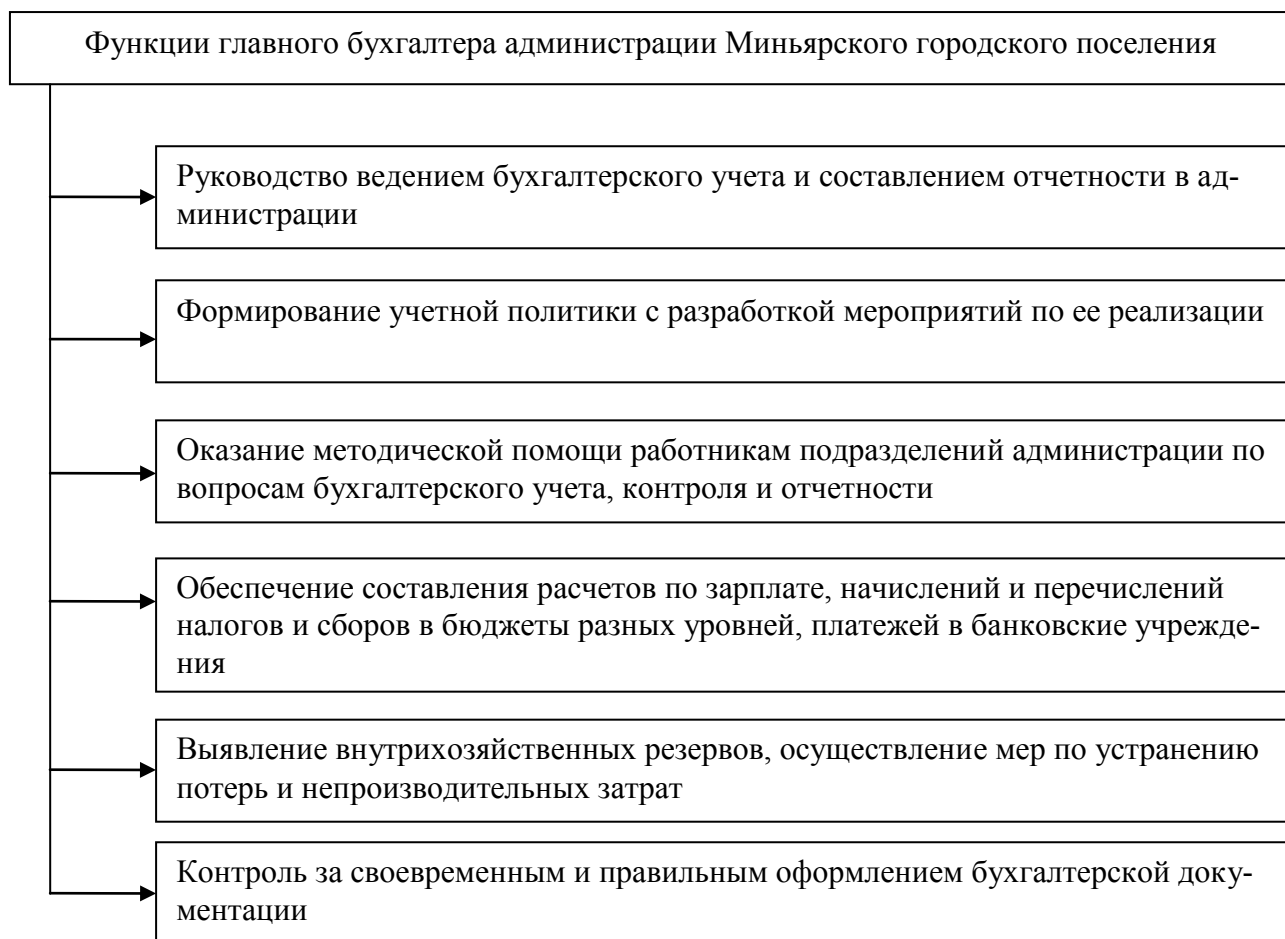 Функции главного бухгалтера администрации Миньярского городского поселения
Руководство ведением бухгалтерского учета и составлением отчетности в ад-
министрации
Формирование учетной политики с разработкой мероприятий по ее реализации
Оказание методической помощи работникам подразделений администрации по
вопросам бухгалтерского учета, контроля и отчетности
Обеспечение составления расчетов по зарплате, начислений и перечислений
налогов и сборов в бюджеты разных уровней, платежей в банковские учрежде-
ния
Выявление внутрихозяйственных резервов, осуществление мер по устранению
потерь и непроизводительных затрат
Контроль за своевременным и правильным оформлением бухгалтерской доку-
ментации